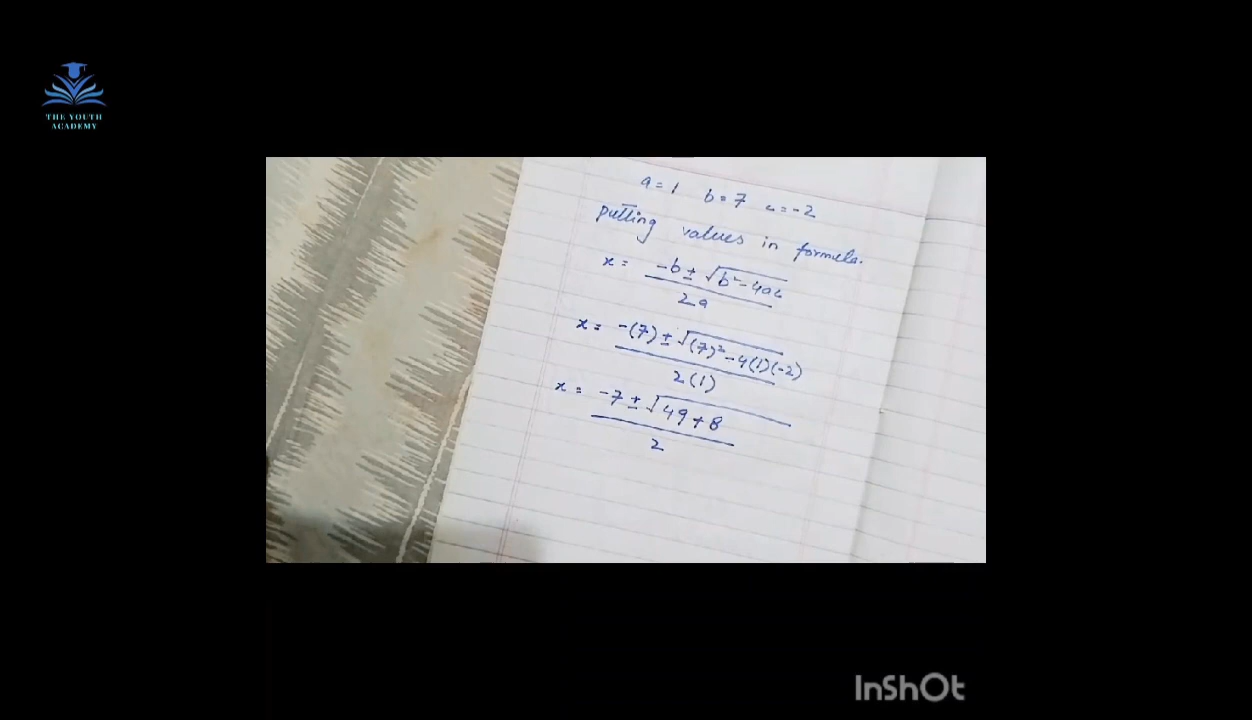 THE YOUTH
ACADEMY
a = 1 b = 7 c = -2
putting values in formula.
x = -b ± √b² - 4ac
2a
x = -(7) ± √(7)² - 4(1)(-2)
2(1)
x = -7 ± √49 + 8
2
InShOt